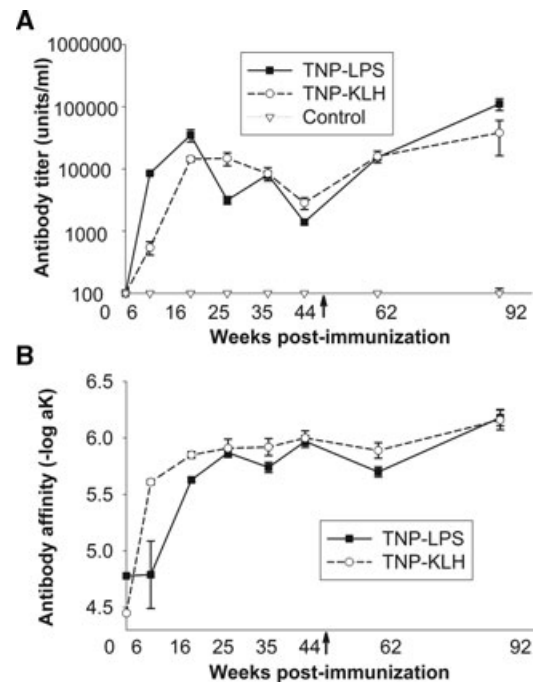 A
Antibody titer (units/ml)
1000000
100000
10000
1000
100
TNP-LPS
TNP-KLH
Control
0 6 16 25 35 44 62 92
Weeks post-immunization
B
Antibody affinity (-log aK)
6.5
6.0
5.5
5.0
4.5
TNP-LPS
TNP-KLH
0 6 16 25 35 44 62 92
Weeks post-immunization